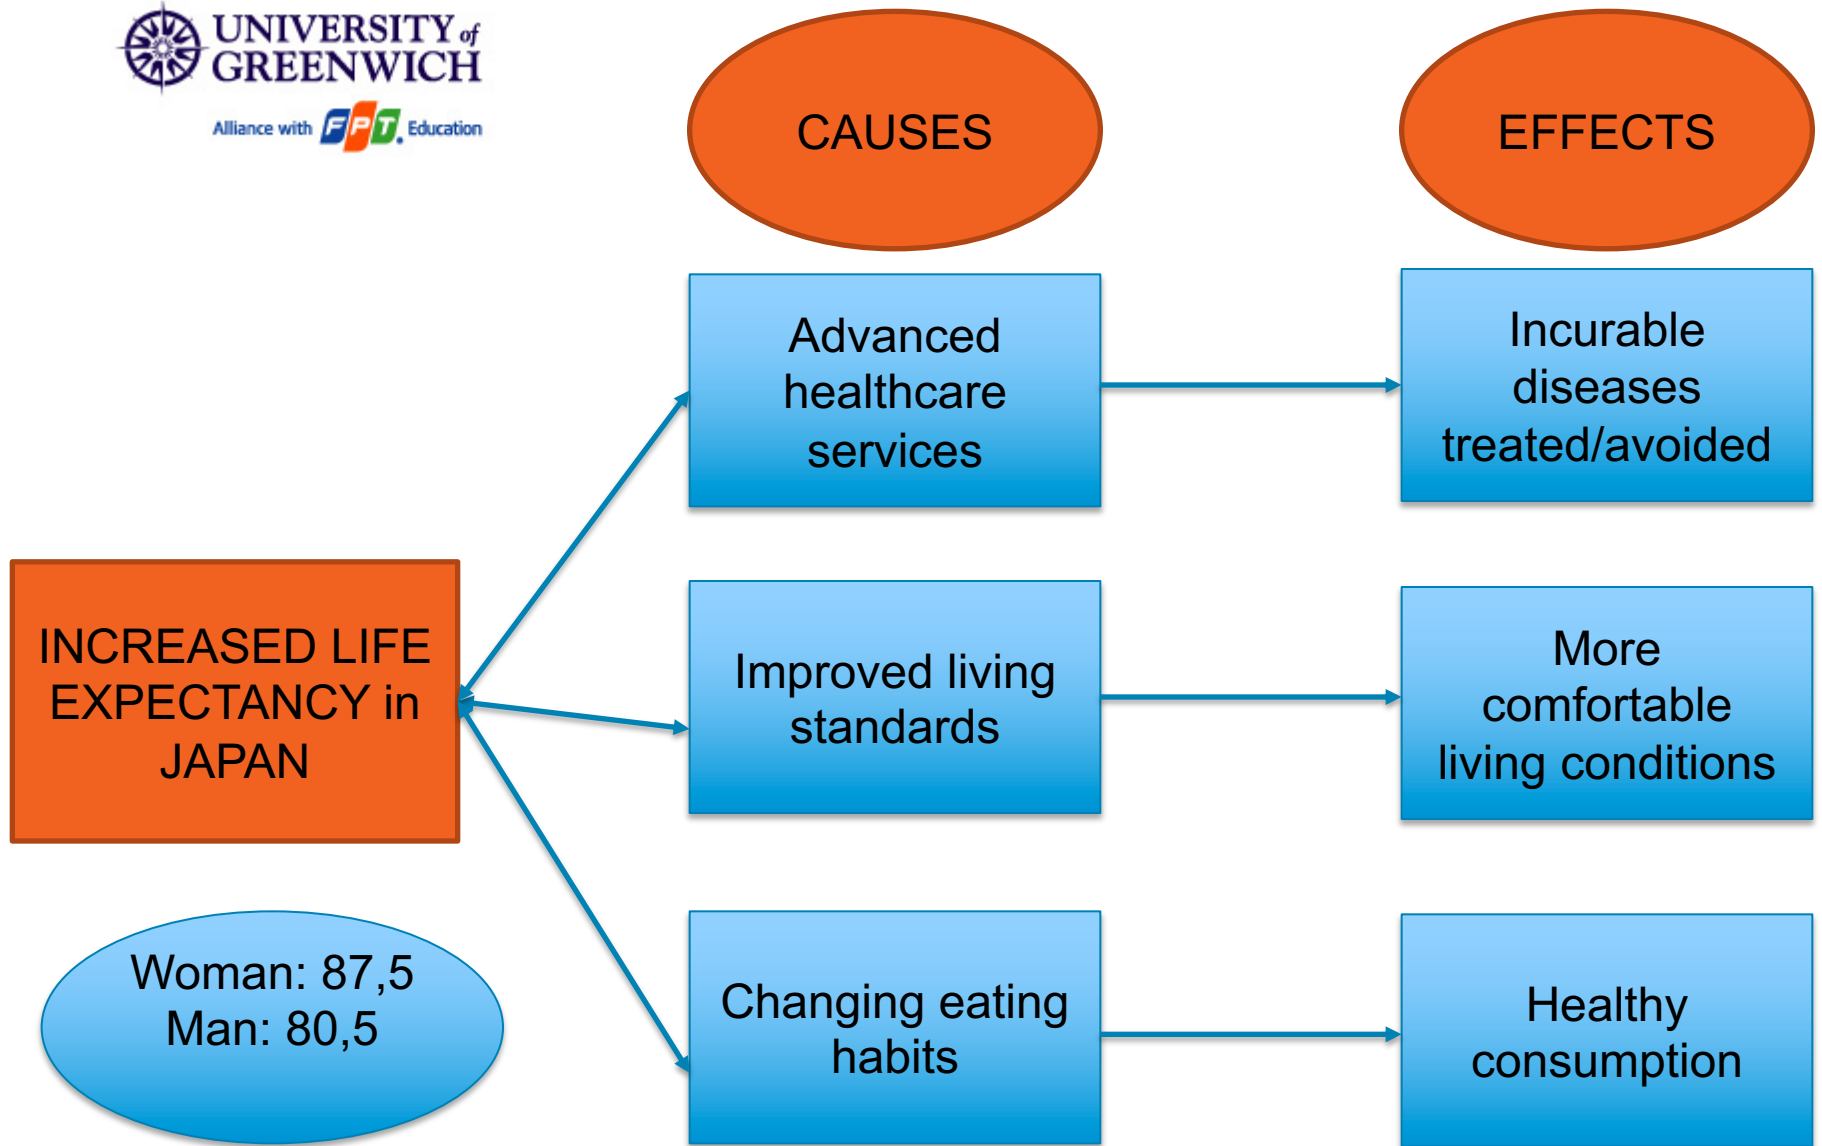 UNIVERSITY of
GREENWICH
Alliance with FPT. Education
CAUSES
EFFECTS
Advanced
healthcare
services
Incurable
diseases
treated/avoided
INCREASED LIFE
EXPECTANCY in
JAPAN
Improved living
standards
More
comfortable
living conditions
Woman: 87,5
Man: 80,5
Changing eating
habits
Healthy
consumption